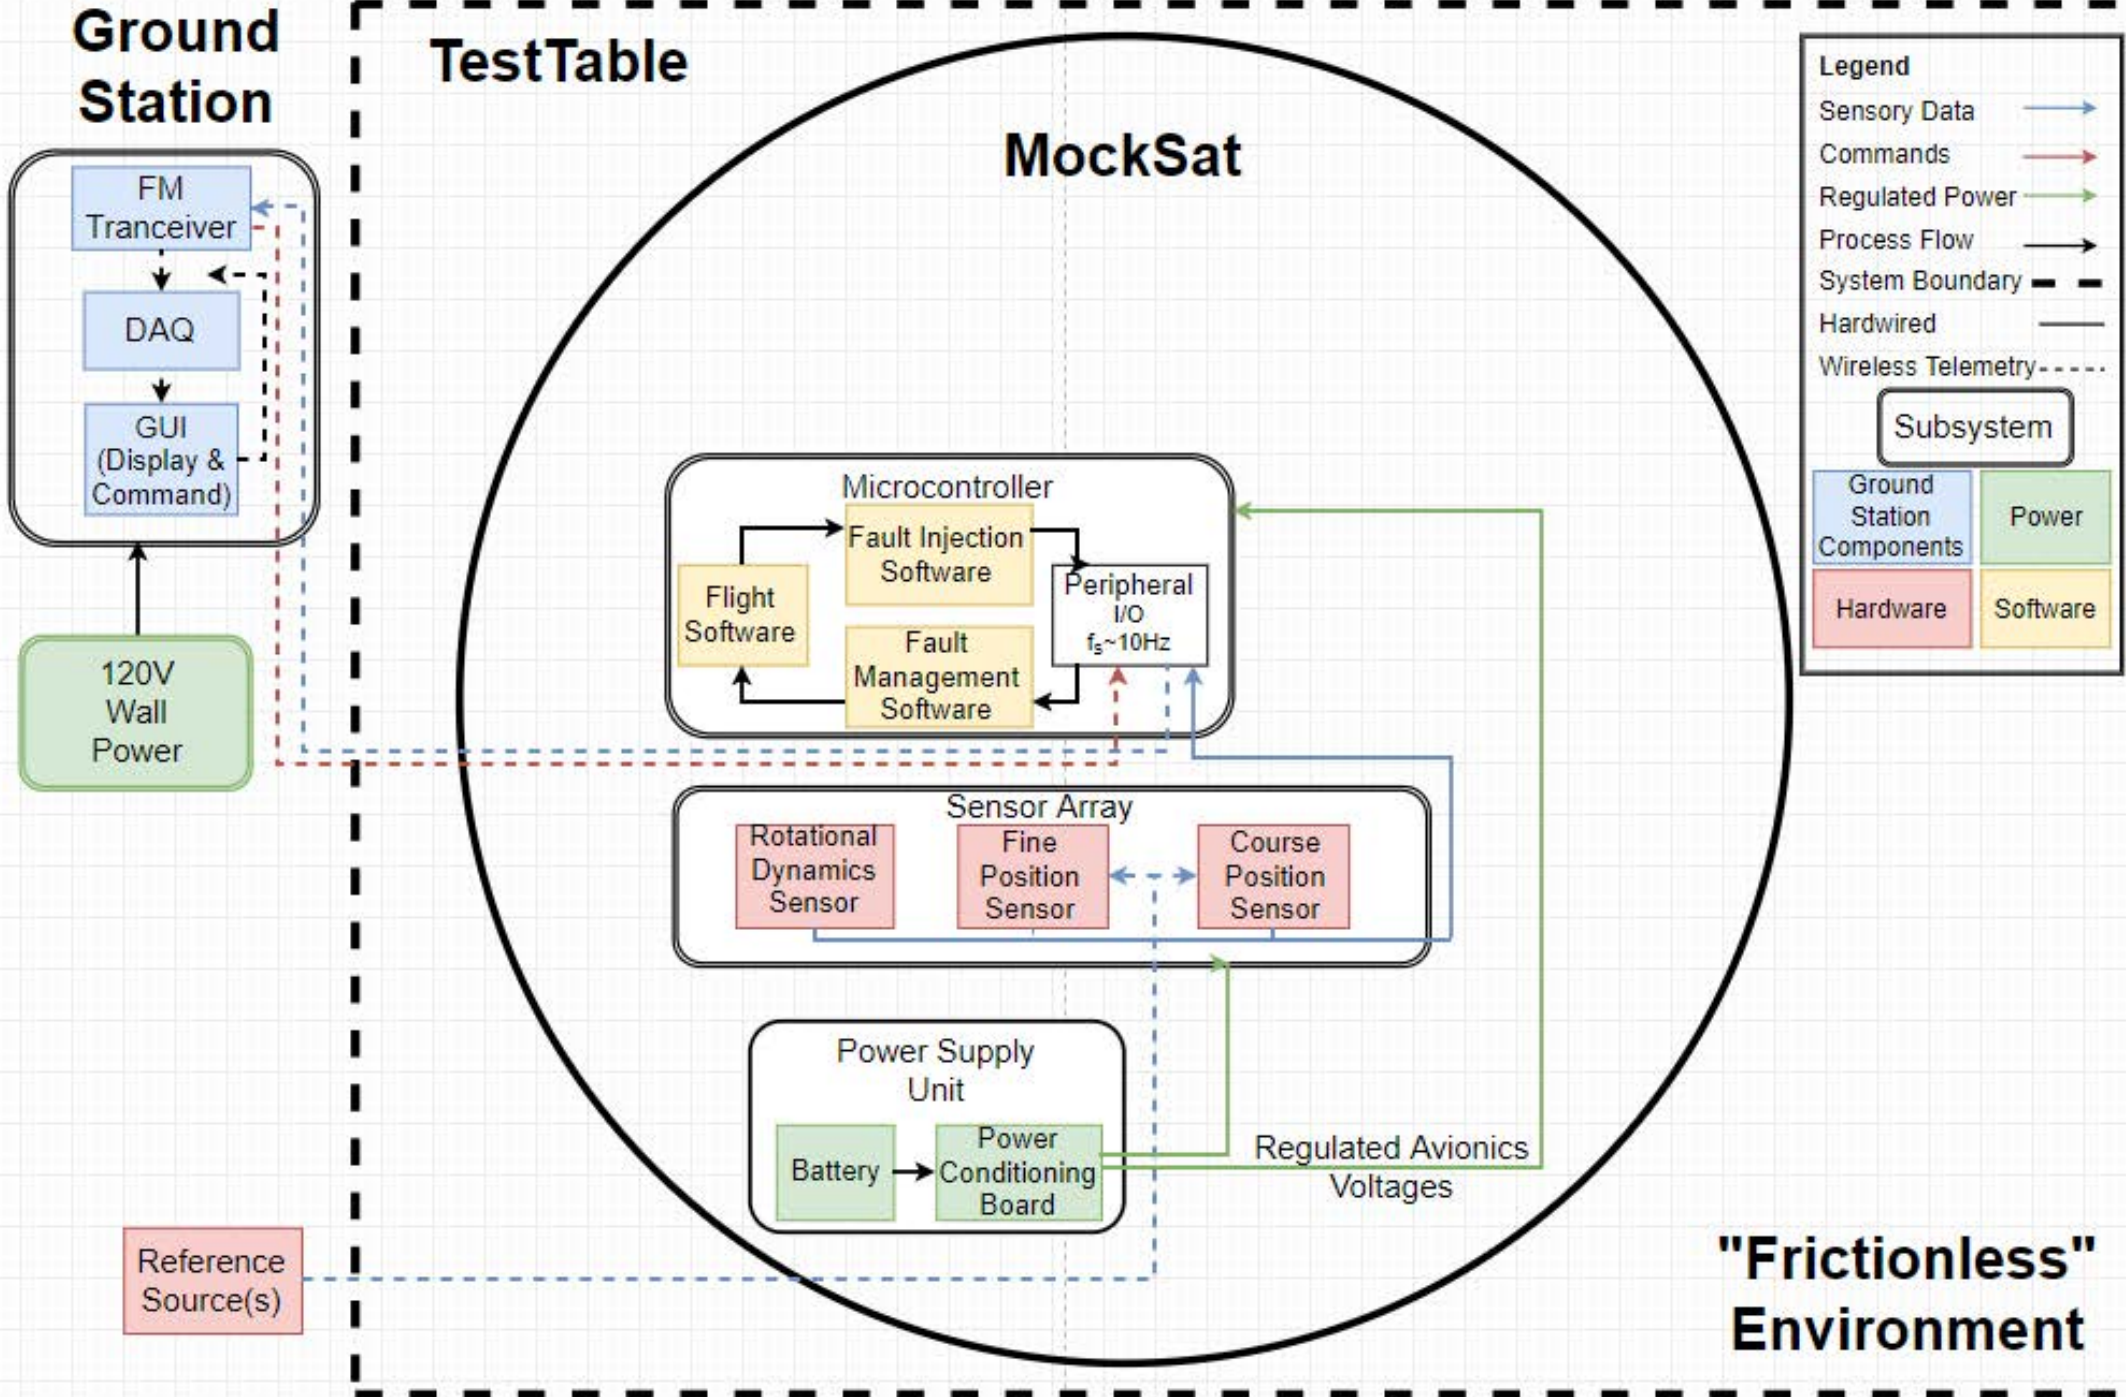 Ground
Station
TestTable
MockSat
FM
Tranceiver
DAQ
GUI
(Display &
Command)
120V
Wall
Power
Reference
Source(s)
Microcontroller
Fault Injection
Software
Flight
Software
Fault
Management
Software
Peripheral
I/O
fs~10Hz
Sensor Array
Rotational
Dynamics
Sensor
Fine
Position
Sensor
Course
Position
Sensor
Power Supply
Unit
Battery
Power
Conditioning
Board
Regulated Avionics
Voltages
"Frictionless"
Environment
Legend
Sensory Data
Commands
Regulated Power
Process Flow
System Boundary
Hardwired
Wireless Telemetry
Subsystem
Ground
Station
Components
Power
Hardware
Software